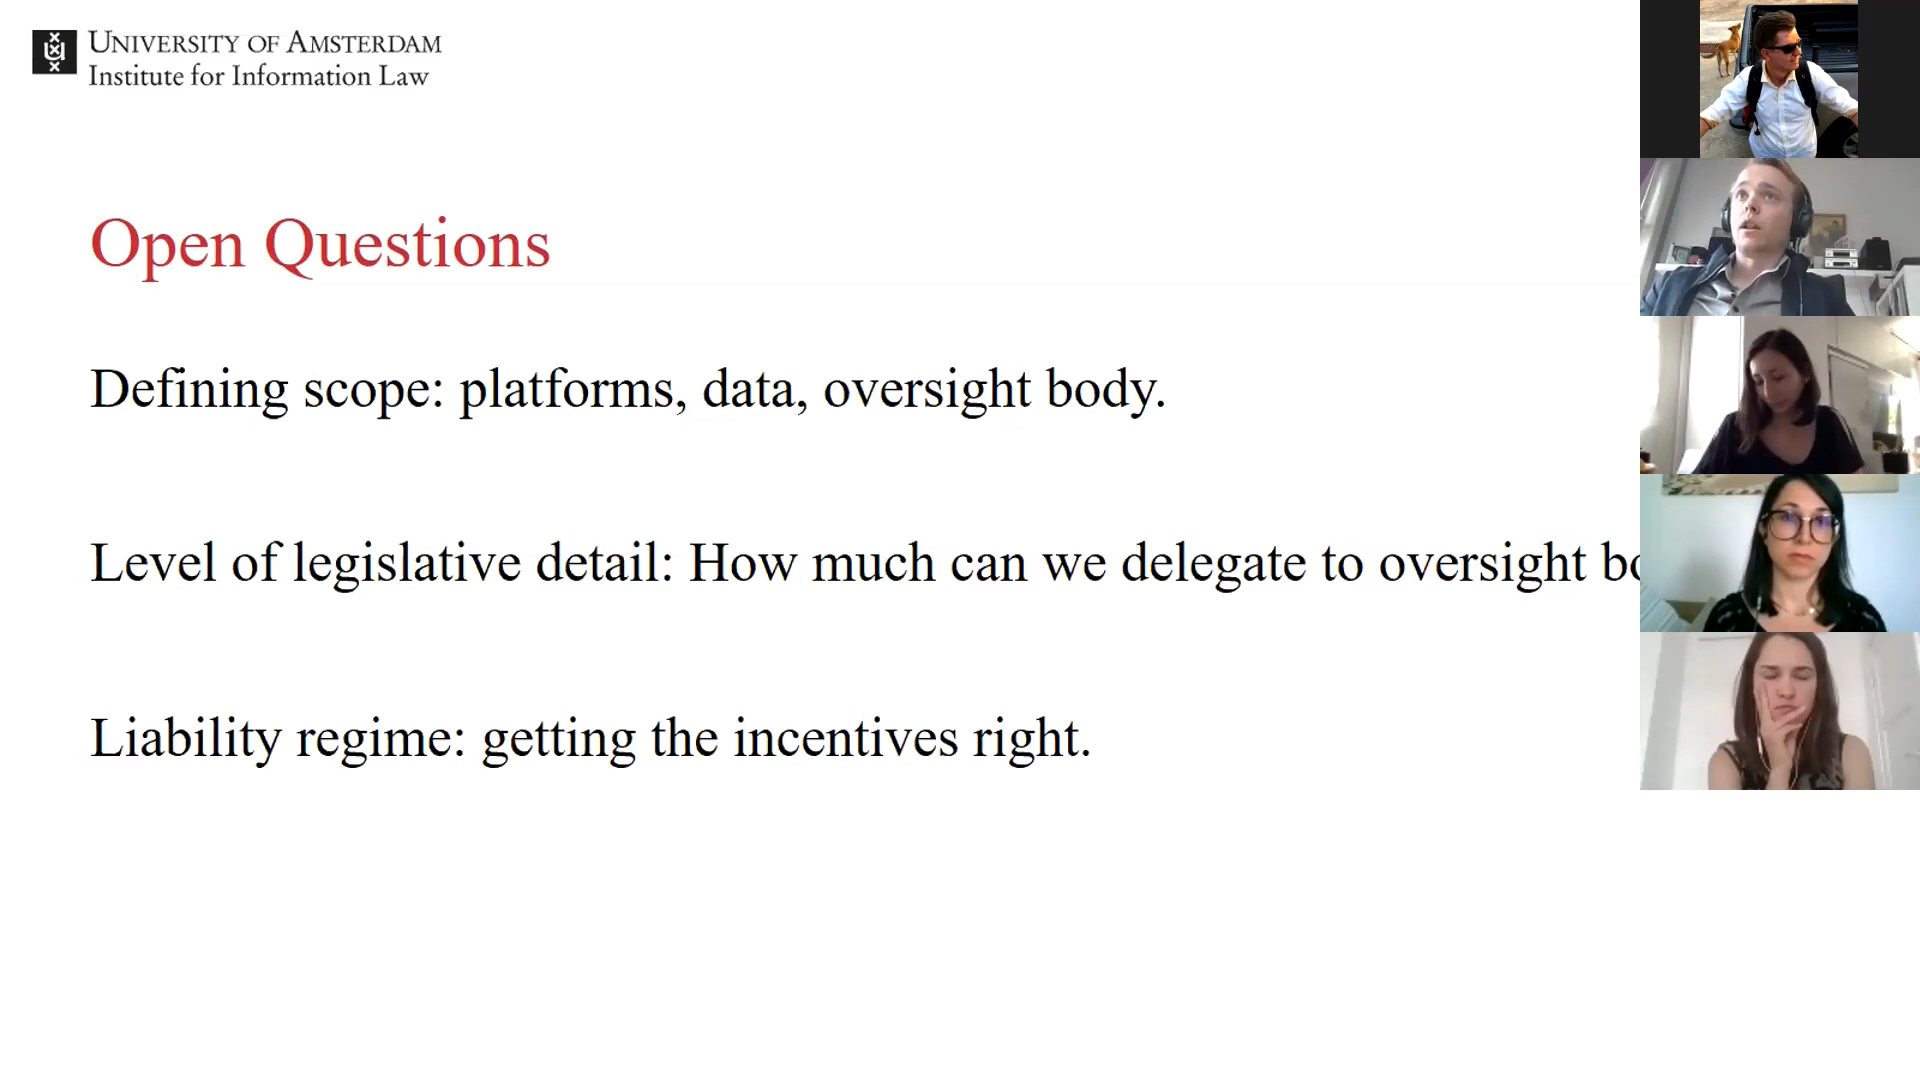 UNIVERSITY OF AMSTERDAM
Institute for Information Law
Open Questions
Defining scope: platforms, data, oversight body.
Level of legislative detail: How much can we delegate to oversight
Liability regime: getting the incentives right.